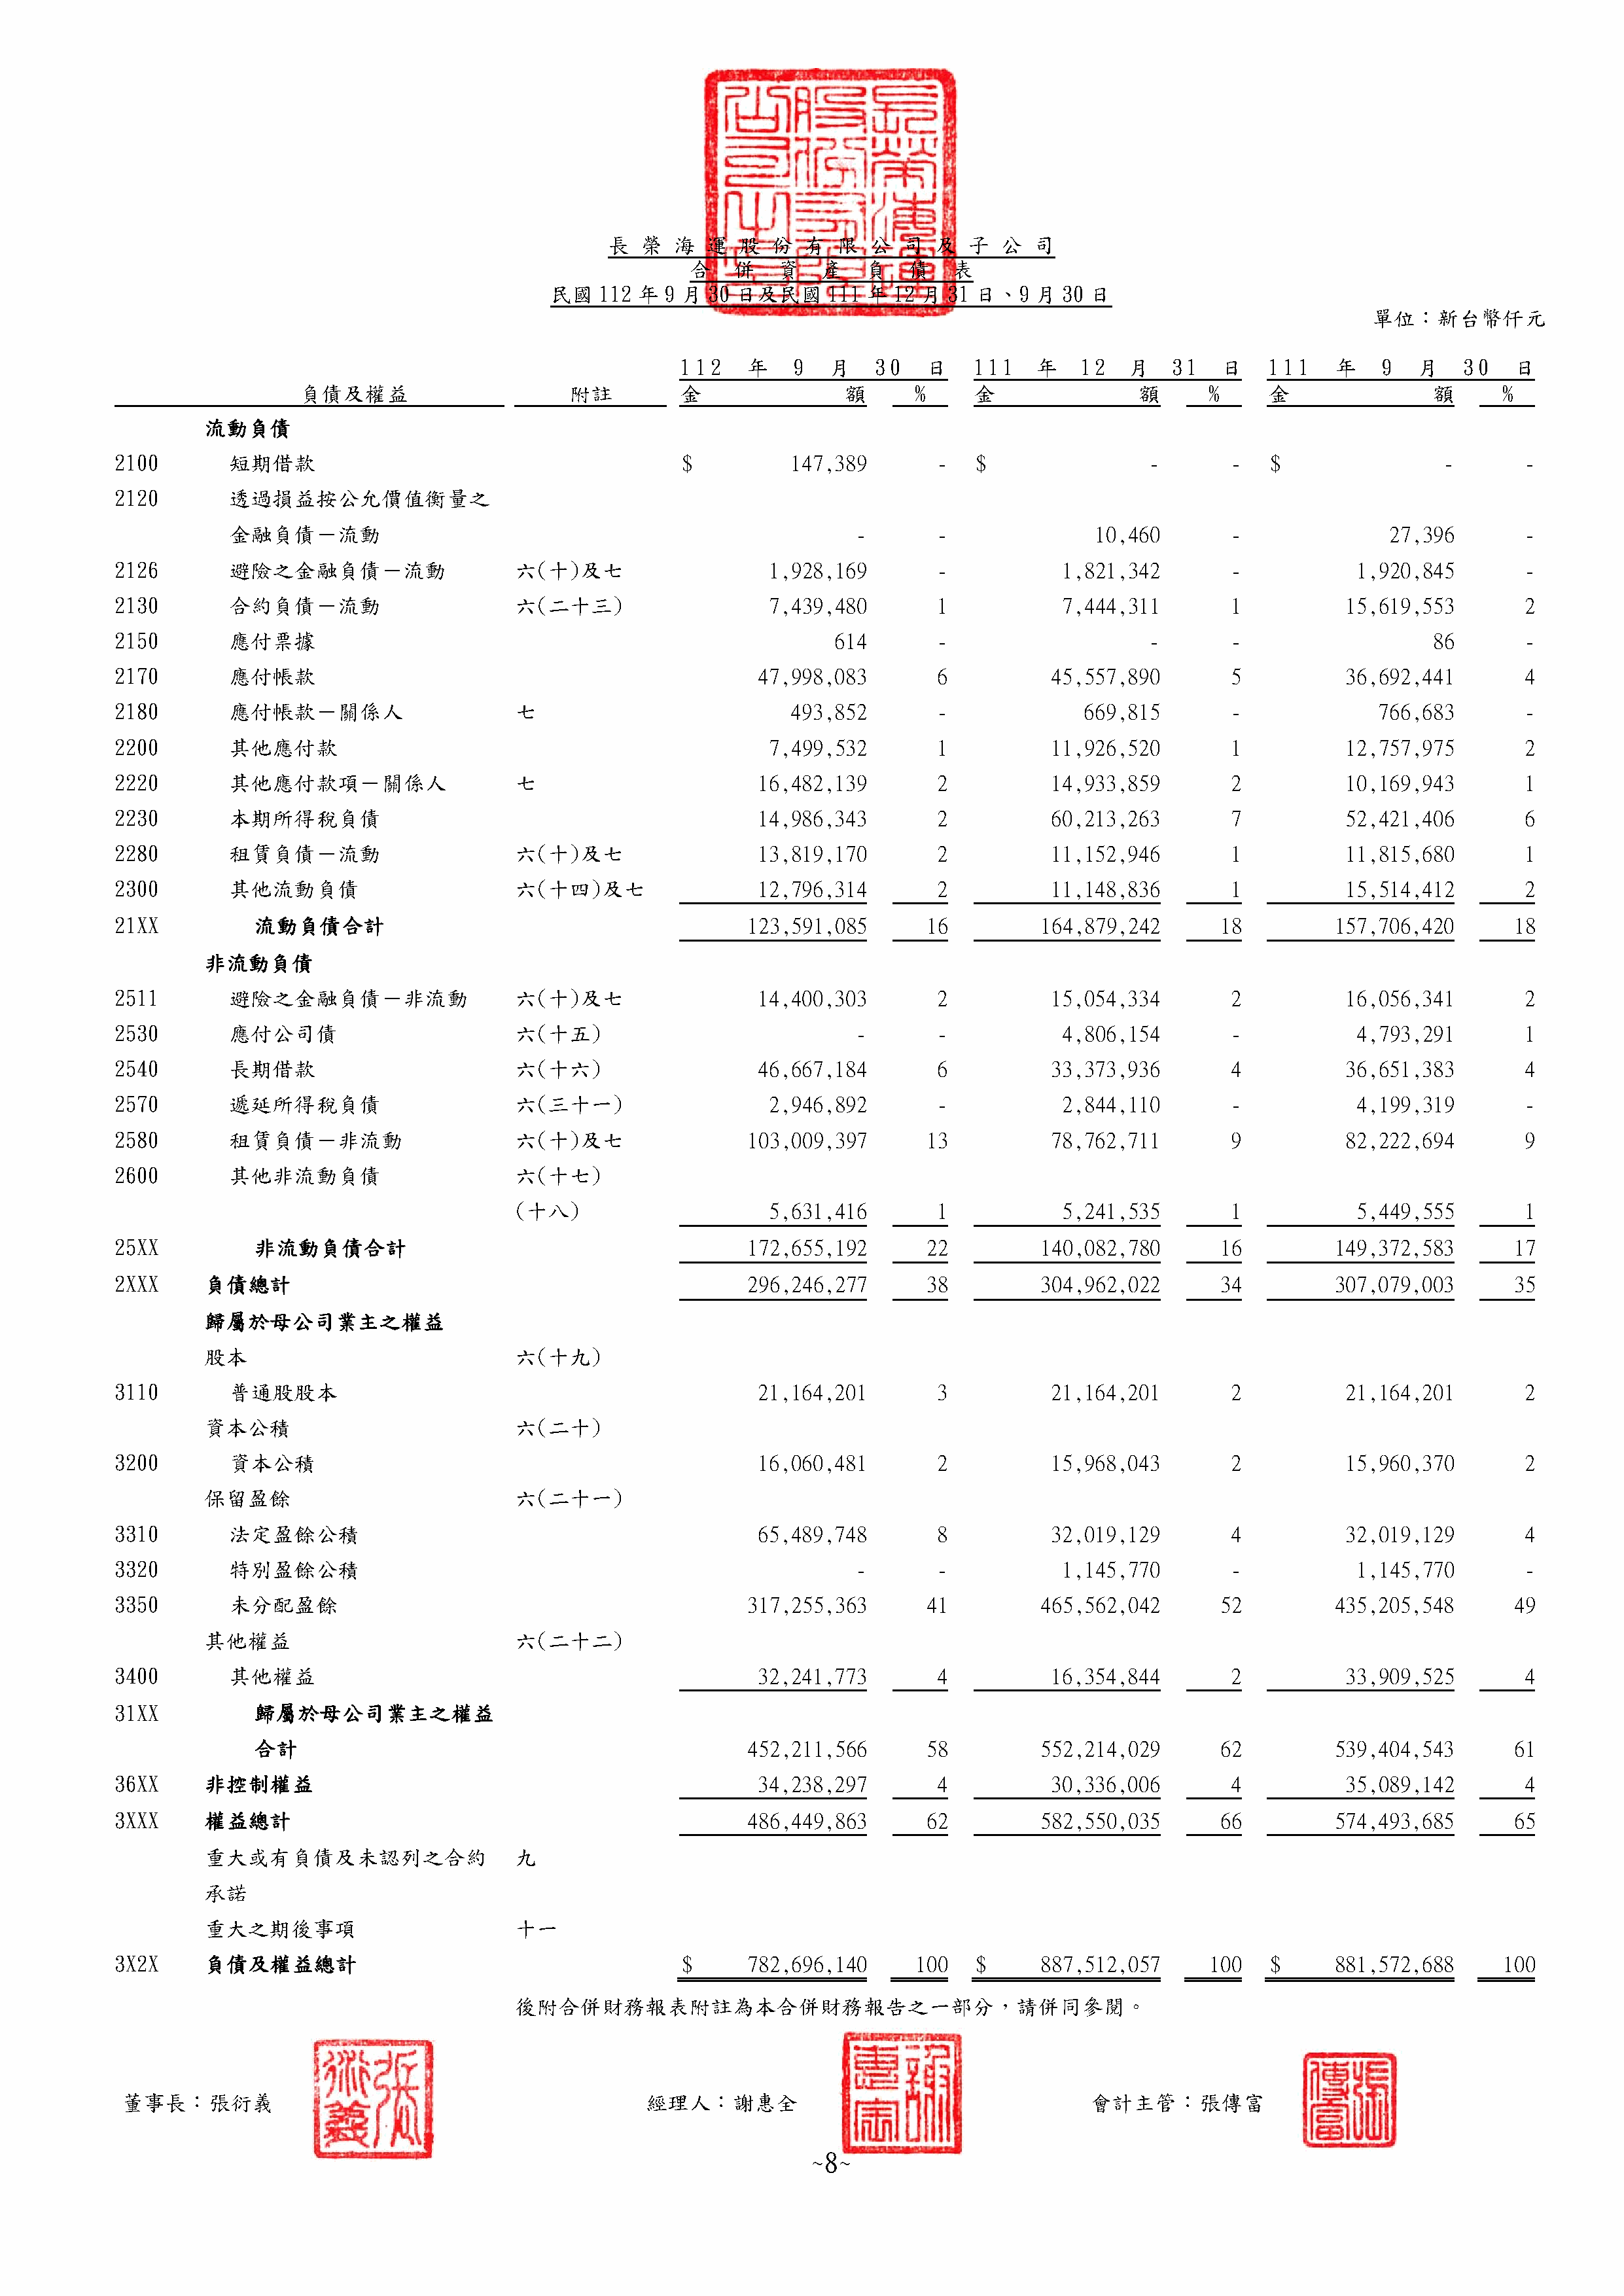 長榮海運股份有限公司及子公司
合併資產負債表
民國112年9月30日及民國111年12月31日、9月30日
單位：新台幣仟元
112年9月30日 111年12月31日 111年9月30日
負債及權益 附註 金額 % 金額 % 金額 %
流動負債
2100 短期借款 $ 147,389 - $ - - $ - -
2120 透過損益按公允價值衡量之
金融負債－流動 - - 10,460 - 27,396 -
2126 避險之金融負債－流動 六(十)及七 1,928,169 - 1,821,342 - 1,920,845 -
2130 合約負債－流動 六(二十三) 7,439,480 1 7,444,311 1 15,619,553 2
2150 應付票據 614 - - - 86 -
2170 應付帳款 47,998,083 6 45,557,890 5 36,692,441 4
2180 應付帳款－關係人 七 493,852 - 669,815 - 766,683 -
2200 其他應付款 7,499,532 1 11,926,520 1 12,757,975 2
2220 其他應付款項－關係人 七 16,482,139 2 14,933,859 2 10,169,943 1
2230 本期所得稅負債 14,986,343 2 60,213,263 7 52,421,406 6
2280 租賃負債－流動 六(十)及七 13,819,170 2 11,152,946 1 11,815,680 1
2300 其他流動負債 六(十四)及七 12,796,314 2 11,148,836 1 15,514,412 2
21XX 流動負債合計 123,591,085 16 164,879,242 18 157,706,420 18
非流動負債
2511 避險之金融負債－非流動 六(十)及七 14,400,303 2 15,054,334 2 16,056,341 2
2530 應付公司債 六(十五) - - 4,806,154 - 4,793,291 1
2540 長期借款 六(十六) 46,667,184 6 33,373,936 4 36,651,383 4
2570 遞延所得稅負債 六(三十一) 2,946,892 - 2,844,110 - 4,199,319 -
2580 租賃負債－非流動 六(十)及七 103,009,397 13 78,762,711 9 82,222,694 9
2600 其他非流動負債 六(十七)
(十八) 5,631,416 1 5,241,535 1 5,449,555 1
25XX 非流動負債合計 172,655,192 22 140,082,780 16 149,372,583 17
2XXX 負債總計 296,246,277 38 304,962,022 34 307,079,003 35
歸屬於母公司業主之權益
股本 六(十九)
3110 普通股股本 21,164,201 3 21,164,201 2 21,164,201 2
資本公積 六(二十)
3200 資本公積 16,060,481 2 15,968,043 2 15,960,370 2
保留盈餘 六(二十一)
3310 法定盈餘公積 65,489,748 8 32,019,129 4 32,019,129 4
3320 特別盈餘公積 - - 1,145,770 - 1,145,770 -
3350 未分配盈餘 317,255,363 41 465,562,042 52 435,205,548 49
其他權益 六(二十二)
3400 其他權益 32,241,773 4 16,354,844 2 33,909,525 4
31XX 歸屬於母公司業主之權益
合計 452,211,566 58 552,214,029 62 539,404,543 61
36XX 非控制權益 34,238,297 4 30,336,006 4 35,089,142 4
3XXX 權益總計 486,449,863 62 582,550,035 66 574,493,685 65
重大或有負債及未認列之合約 九
承諾
重大之期後事項 十一
3X2X 負債及權益總計 $ 782,696,140 100 $ 887,512,057 100 $ 881,572,688 100
後附合併財務報表附註為本合併財務報告之一部分，請併同參閱。
董事長：張衍義 張衍義 經理人：謝惠全 謝惠全 會計主管：張傳富 張傳富
~8~